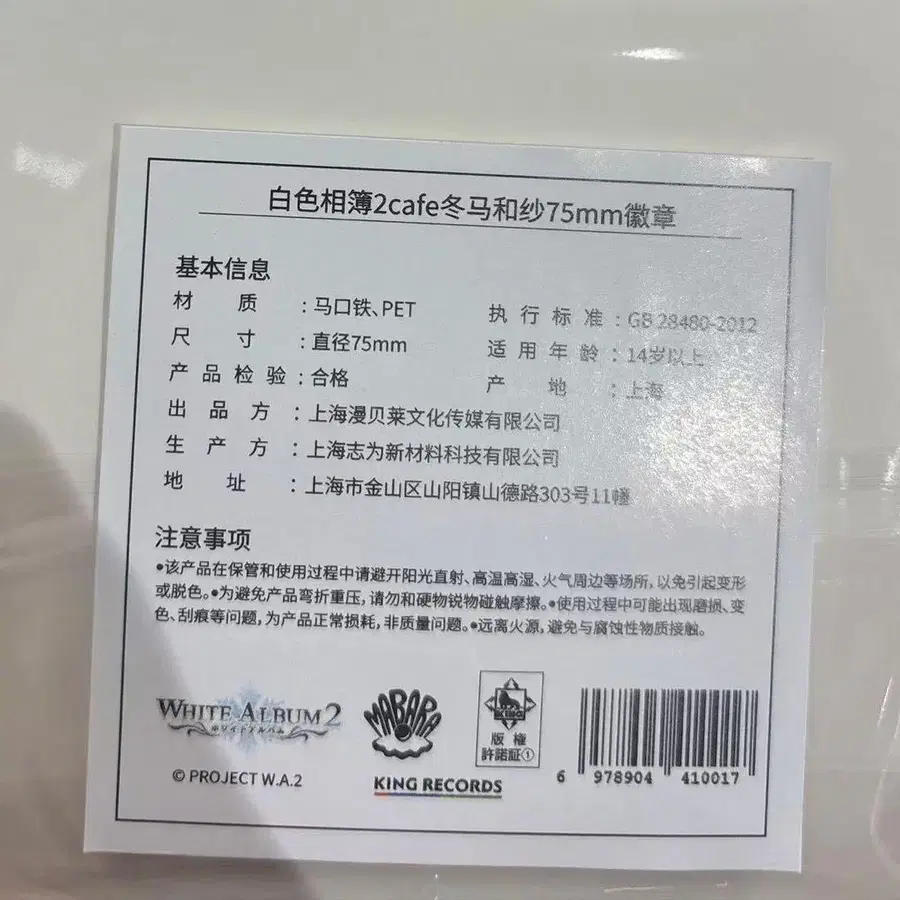 白色相簿2cafe冬马和纱75mm徽章
基本信息
材质:马口铁、PET
执行标准:GB 28480-2012
尺寸:直径75mm
适用年龄:14岁以上
产品检验:合格
产地:上海
出品方:上海漫贝莱文化传媒有限公司
生产方:上海志为新材料科技有限公司
地址:上海市金山区山阳镇山德路303号11幢
注意事项
●该产品在保管和使用过程中请避开阳光直射、高温高湿、火气周边等场所,以免引起变形
或脱色。●为避免产品弯折重压,请勿和硬物锐物碰触摩擦。●使用过程中可能出现磨损、变
色、刮痕等问题,为产品正常损耗,非质量问题。●远离火源,避免与腐蚀性物质接触。
WHITE ALBUM 2
ホワイトアルバム
© PROJECT W.A.2
MABARA
KING RECORDS
KING
版権
許諾証①
6 978904 410017